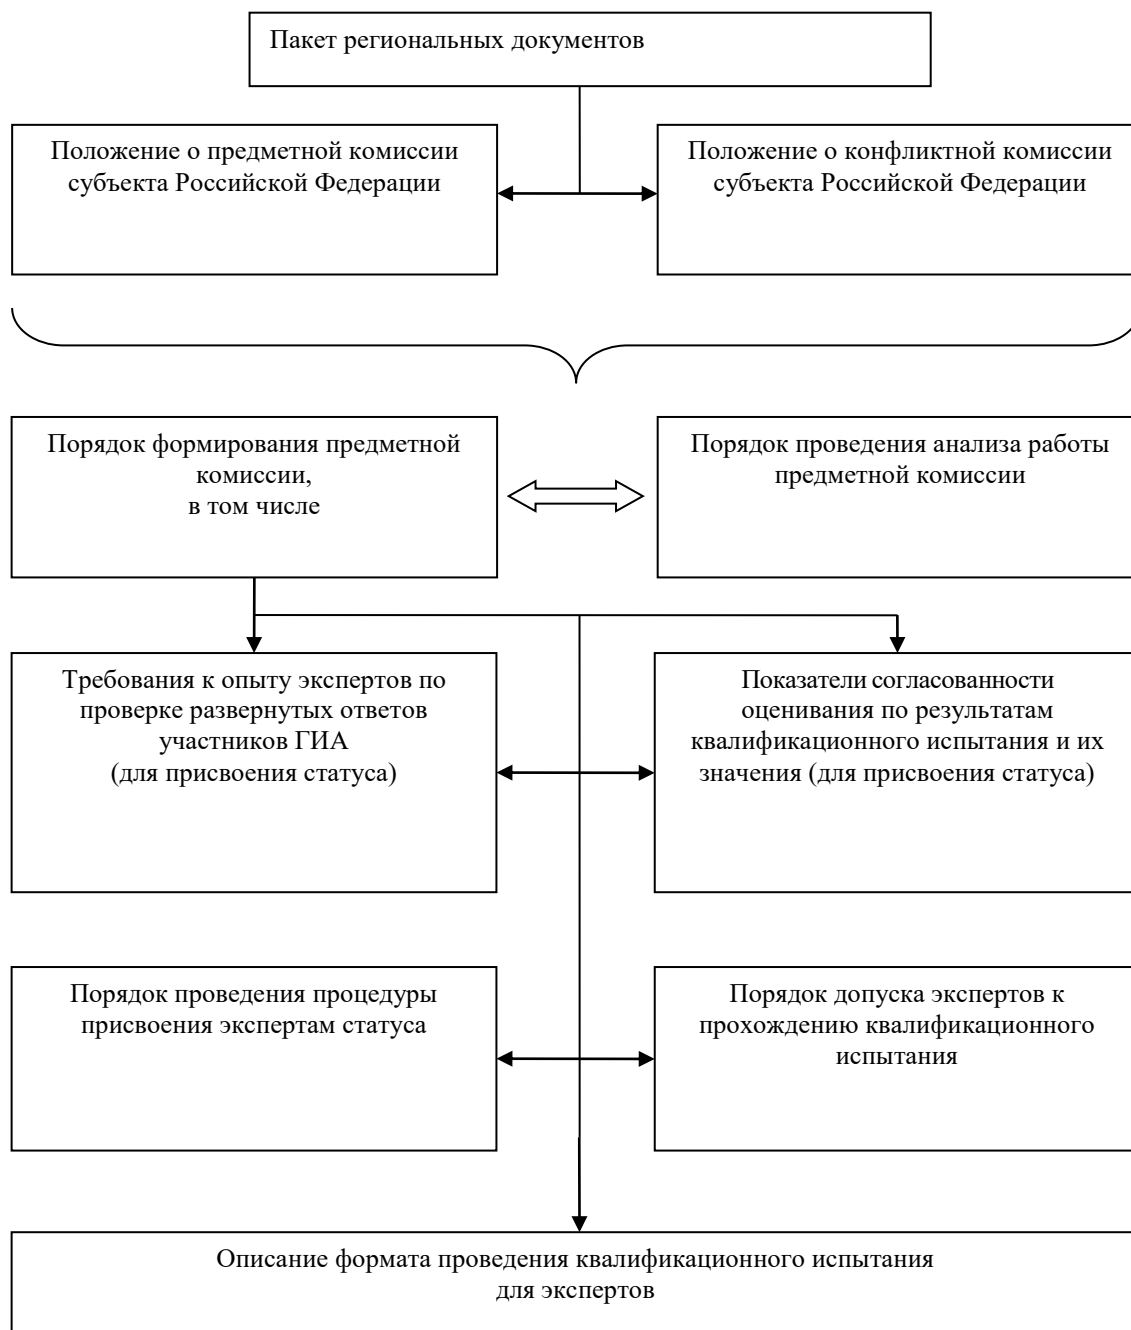 Пакет региональных документов
Положение о предметной комиссии
субъекта Российской Федерации
Положение о конфликтной комиссии
субъекта Российской Федерации
Порядок формирования предметной
комиссии,
в том числе
Порядок проведения анализа работы
предметной комиссии
Требования к опыту экспертов по
проверке развернутых ответов
участников ГИА
(для присвоения статуса)
Показатели согласованности
оценивания по результатам
квалификационного испытания и их
значения (для присвоения статуса)
Порядок проведения процедуры
присвоения экспертам статуса
Порядок допуска экспертов к
прохождению квалификационного
испытания
Описание формата проведения квалификационного испытания
для экспертов